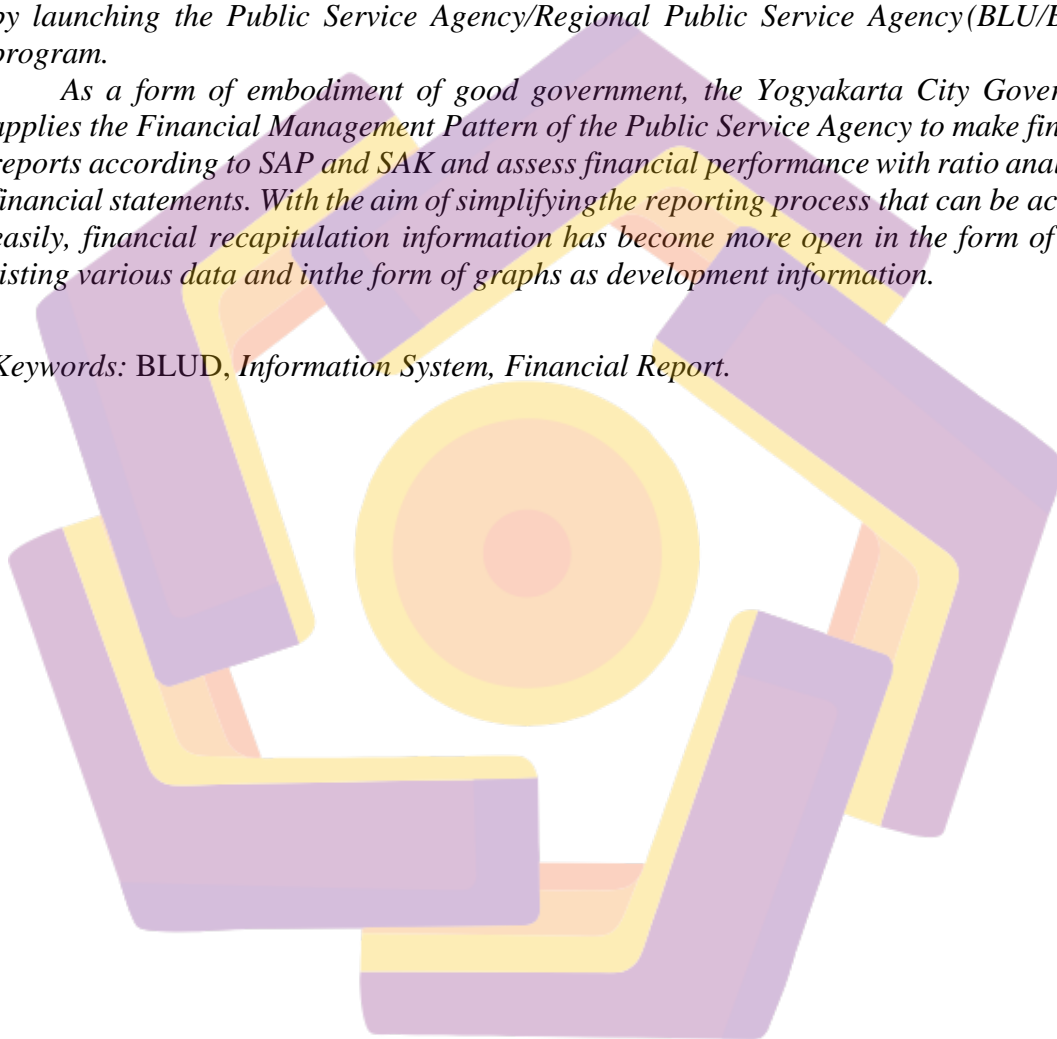 by launching the Public Service Agency/Regional Public Service Agency(BLU/
program.
As a form of embodiment of good government, the Yogyakarta City
applies the Financial Management Pattern of the Public Service Agency to make
reports according to SAP and SAK and assess financial performance with ratio
financial statements. With the aim of simplifyingthe reporting process that can be
easily, financial recapitulation information has become more open in the form of
listing various data and inthe form of graphs as development information.
Keywords: BLUD, Information System, Financial Report.